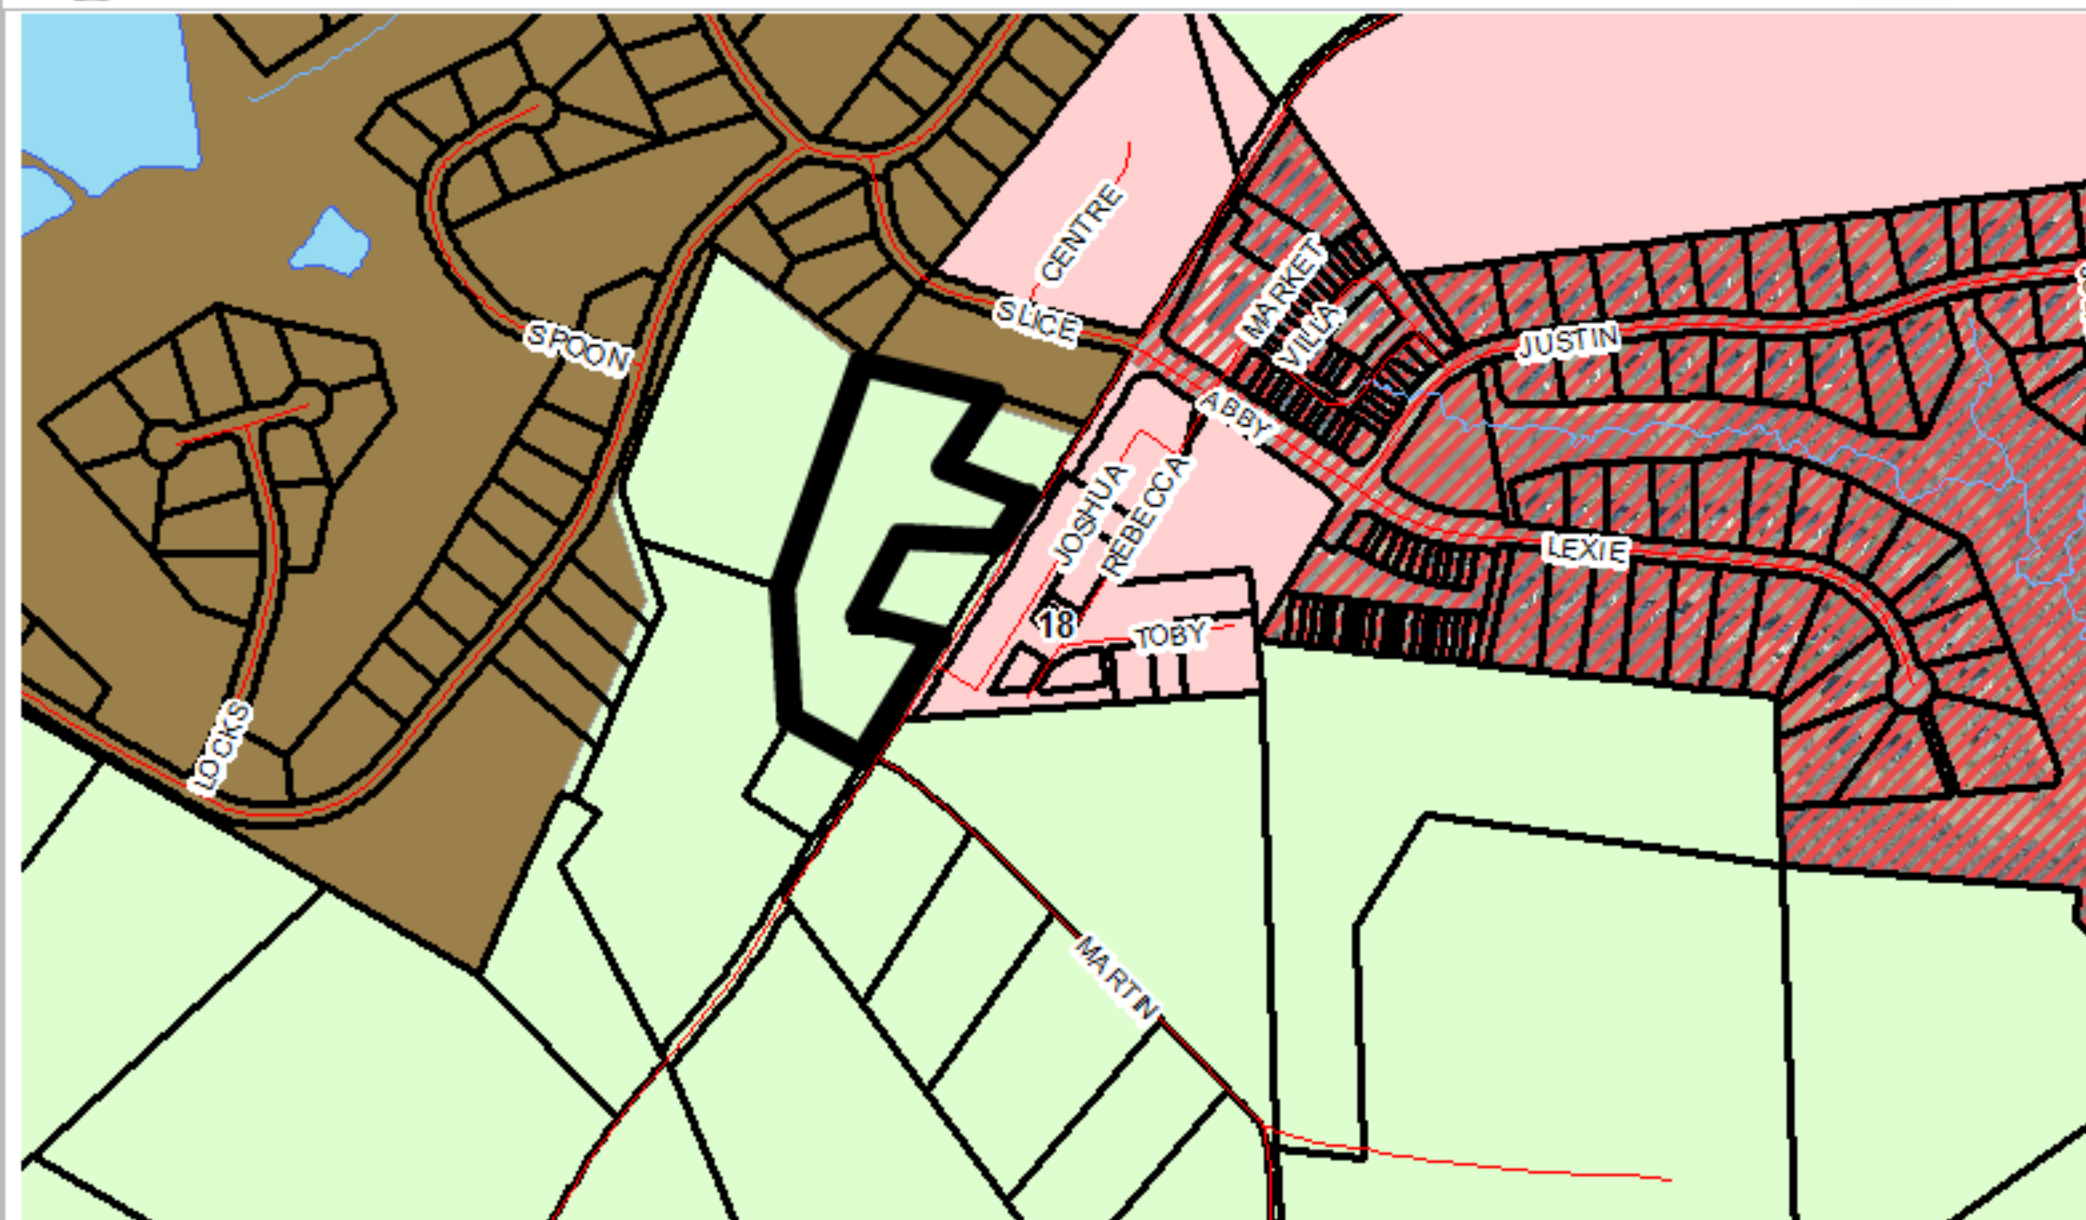 CENTRE
MARKET
VILLA
SLICE
SPOON
JUSTIN
ABBY
JOSHUA
REBECCA
LEXIE
18
TOBY
LOCKS
MARTIN